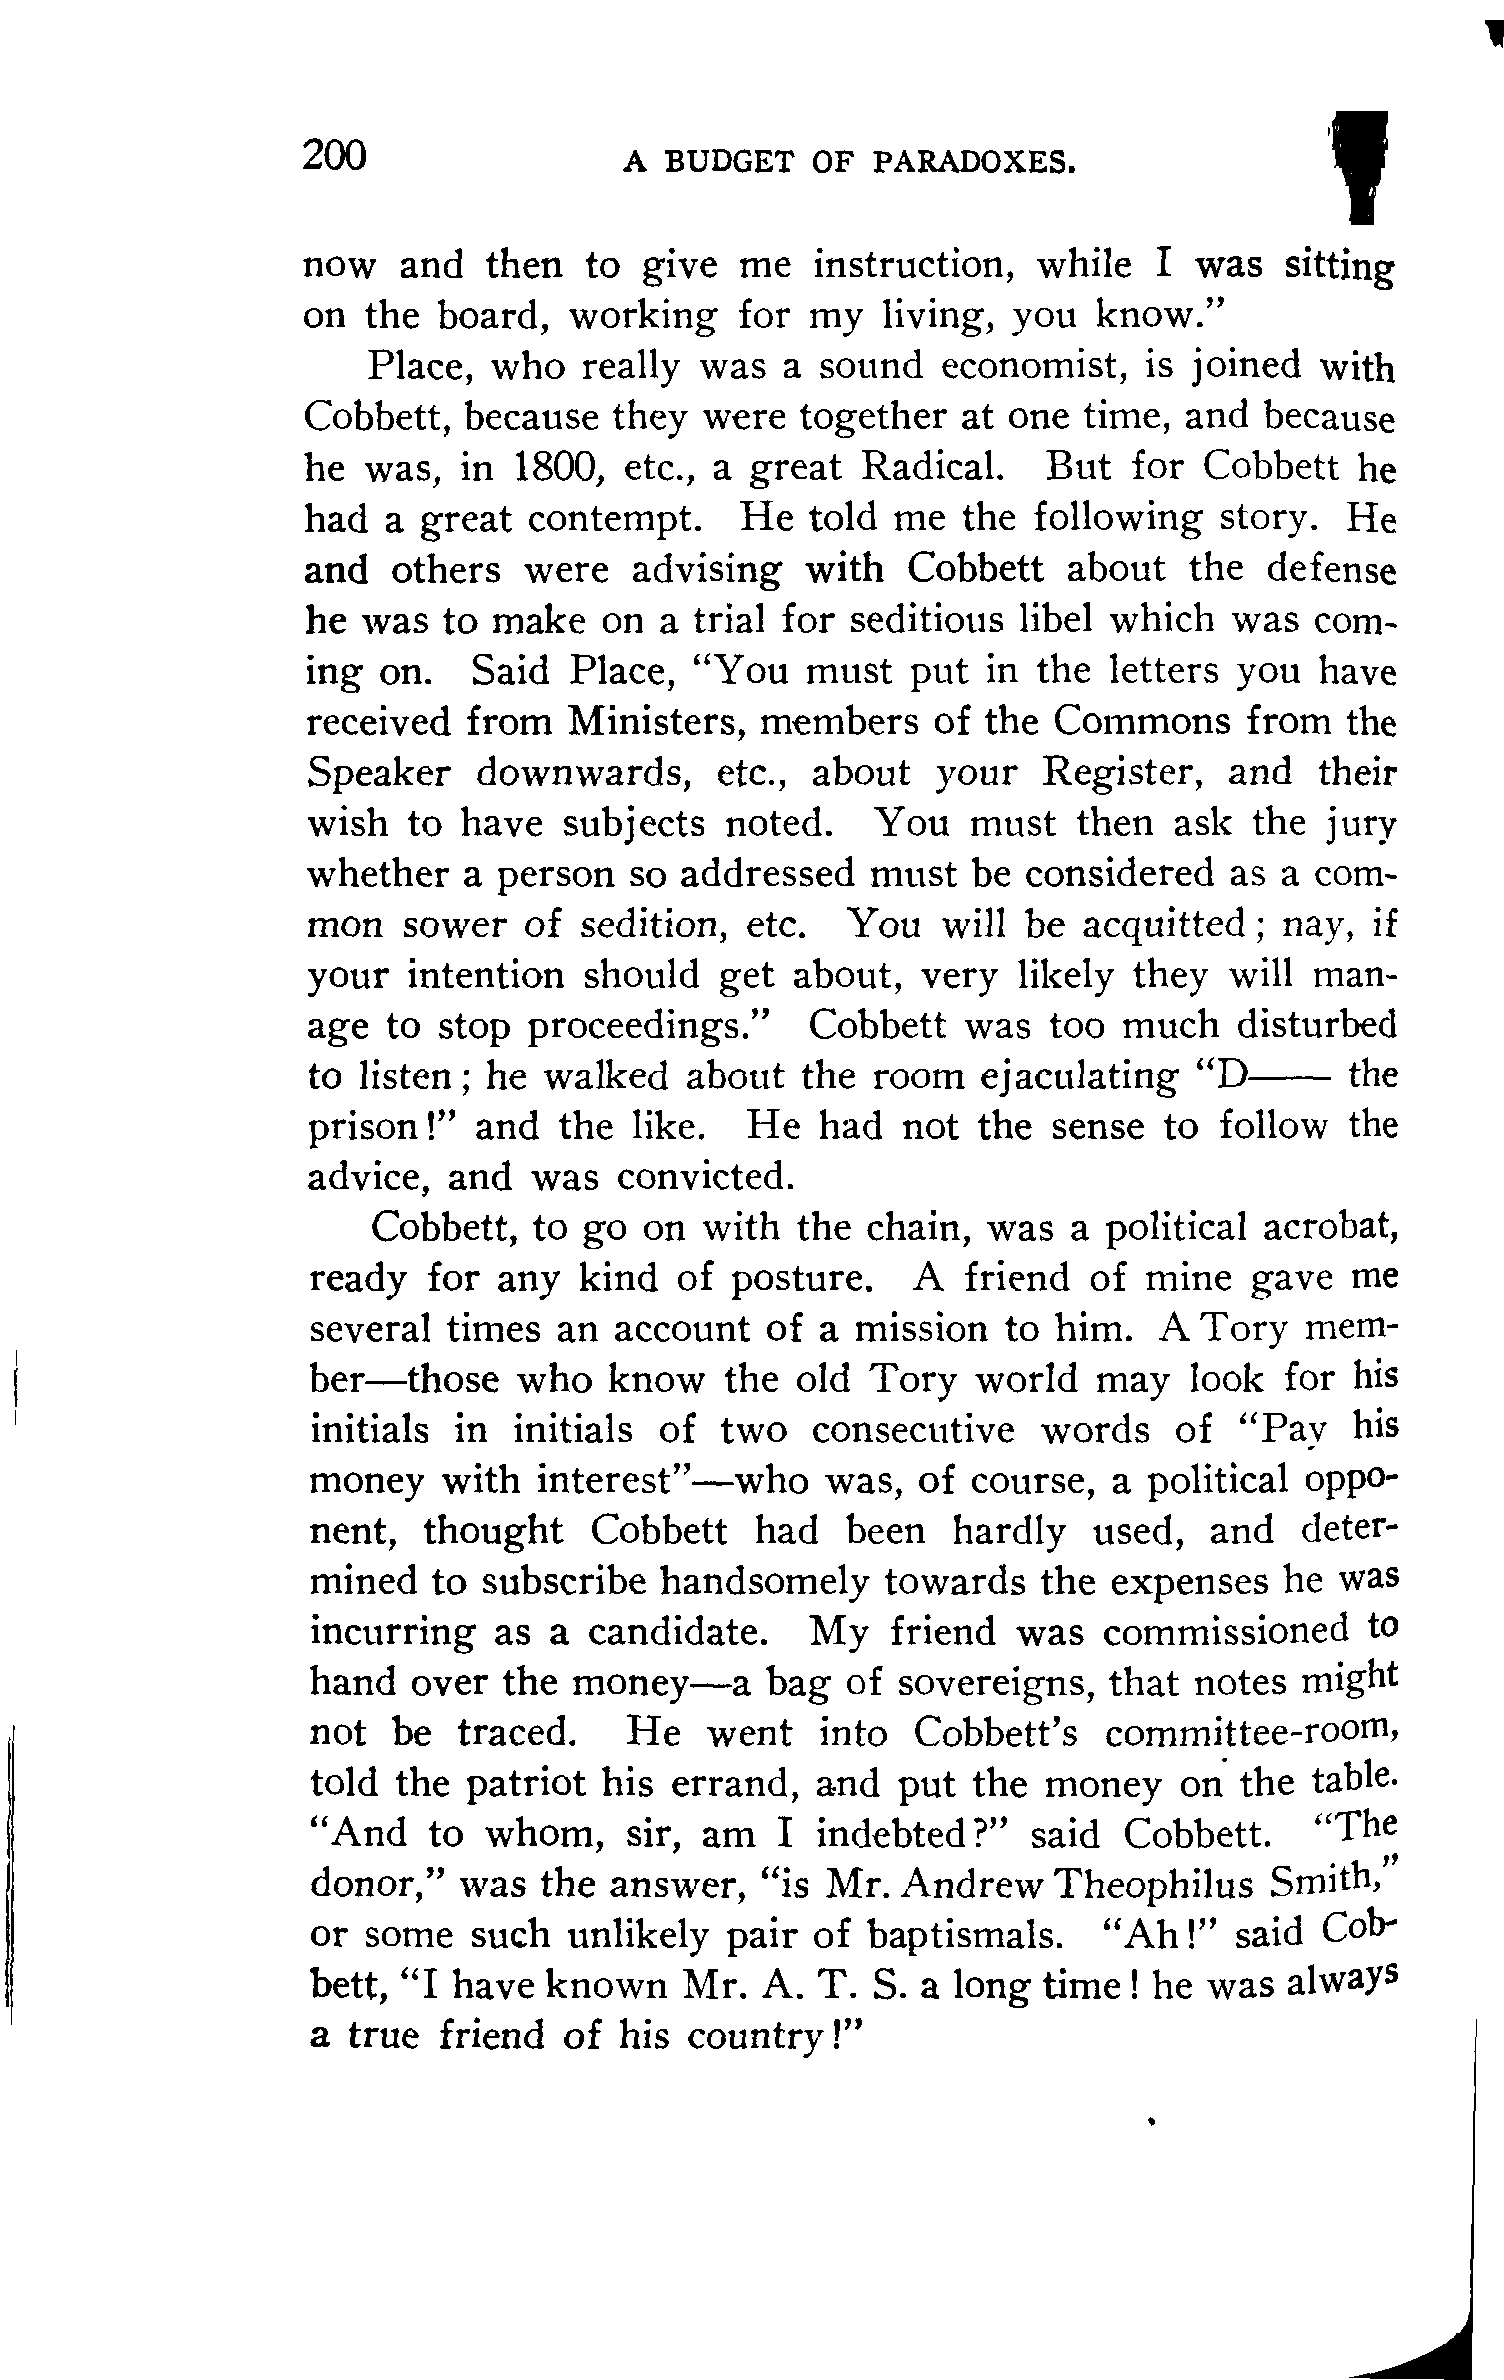 200 A BUDGET OF PARADOXES.
now and then to give me instruction, while I was sitting
on the board, working for my living, you know."
Place, who really was a sound economist, is joined with
Cobbett, because they were together at one time, and because
he was, in 1800, etc., a great Radical. But for Cobbett he
had a great contempt. He told me the following story. He
and others were advising with Cobbett about the defense
he was to make on a trial for seditious libel which was com-
ing on. Said Place, "You must put in the letters you have
received from Ministers, members of the Commons from the
Speaker downwards, etc., about your Register, and their
wish to have subjects noted. You must then ask the jury
whether a person so addressed must be considered as a com-
mon sower of sedition, etc. You will be acquitted; nay, if
your intention should get about, very likely they will man-
age to stop proceedings." Cobbett was too much disturbed
to listen; he walked about the room ejaculating "D—— the
prison!" and the like. He had not the sense to follow the
advice, and was convicted.
Cobbett, to go on with the chain, was a political acrobat,
ready for any kind of posture. A friend of mine gave me
several times an account of a mission to him. A Tory mem-
ber—those who know the old Tory world may look for his
initials in initials of two consecutive words of "Pay his
money with interest"—who was, of course, a political oppo-
nent, thought Cobbett had been hardly used, and deter-
mined to subscribe handsomely towards the expenses he was
incurring as a candidate. My friend was commissioned to
hand over the money—a bag of sovereigns, that notes might
not be traced. He went into Cobbett's committee-room,
told the patriot his errand, and put the money on the table.
"And to whom, sir, am I indebted?" said Cobbett. "The
donor," was the answer, "is Mr. Andrew Theophilus Smith,"
or some such unlikely pair of baptismals. "Ah!" said Cob-
bett, "I have known Mr. A. T. S. a long time! he was always
a true friend of his country!"